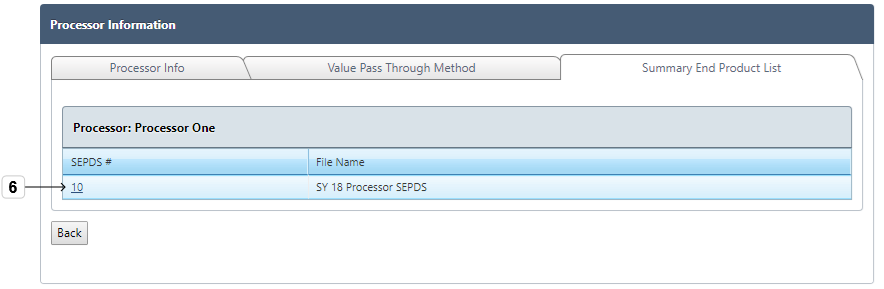 Processor Information
Processor Info Value Pass Through Method Summary End Product List
Processor: Processor One
SEPDS # File Name
6 10 SY 18 Processor SEPDS
Back